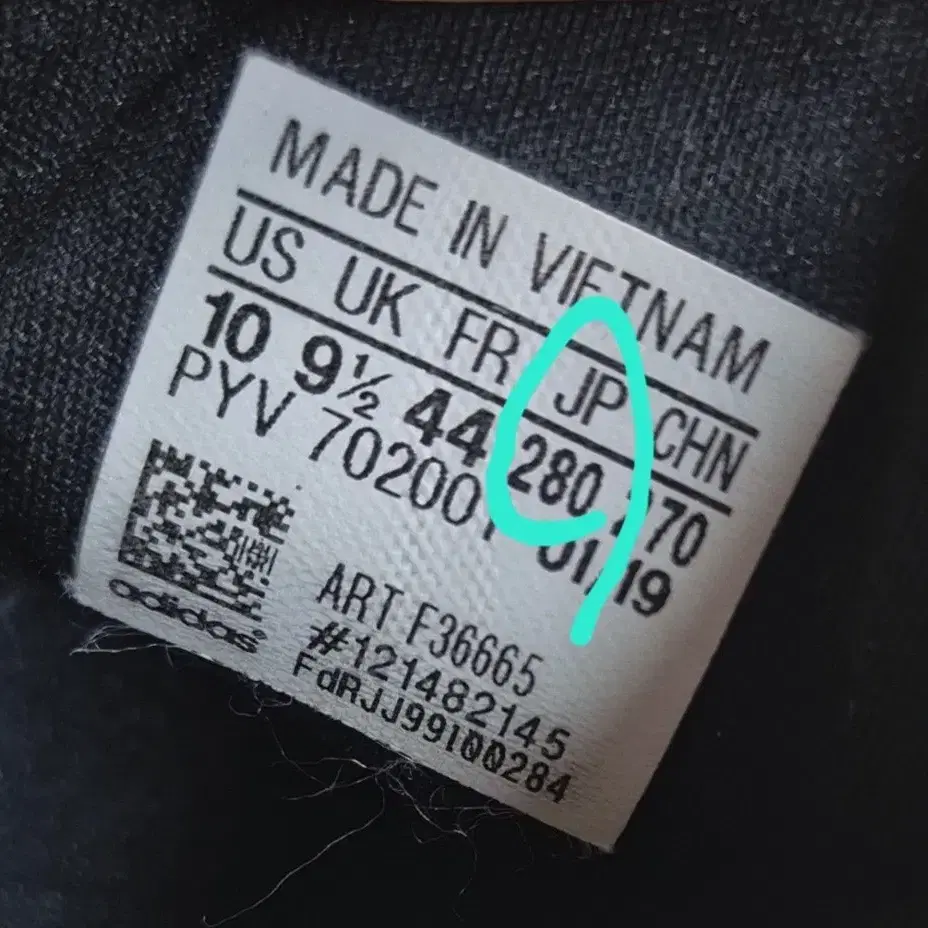 MADE IN VIETNAM
US UK FR JP CHN
10 9½ 44 280 270
PYV 702001 01/19
ART F36665
#121482145
FdRJJ99100284
adidas